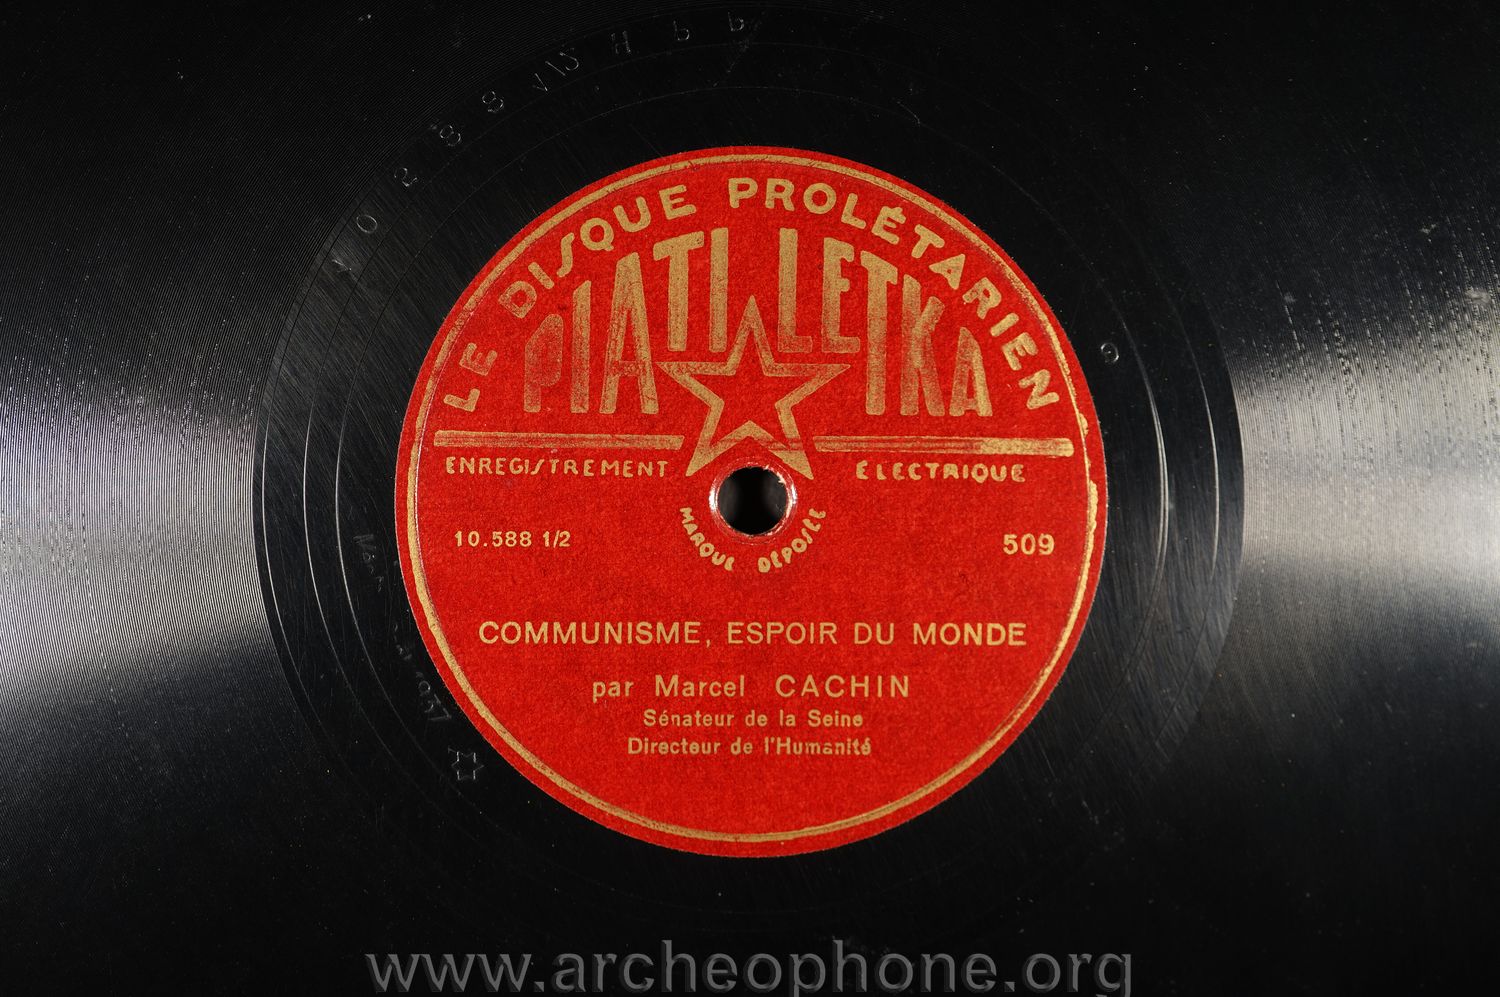 LE DISQUE PROLÉTARIEN
PIATILETKA
ENREGISTREMENT ÉLECTRIQUE
MARQUE DÉPOSÉE
10.588 1/2 509
COMMUNISME, ESPOIR DU MONDE
par Marcel CACHIN
Sénateur de la Seine
Directeur de l'Humanité
www.archeophone.org